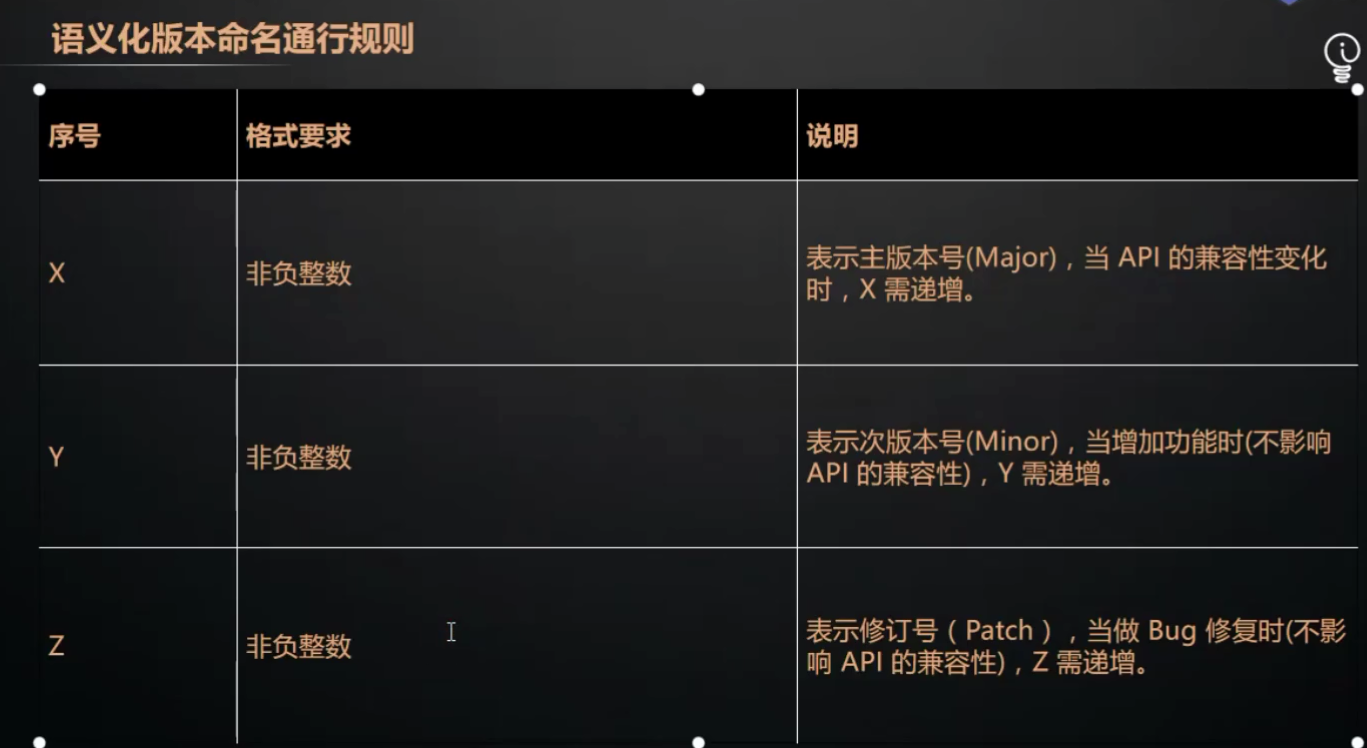 语义化版本命名通行规则
序号 格式要求 说明
X 非负整数 表示主版本号(Major)，当 API 的兼容性变化
时，X 需递增。
Y 非负整数 表示次版本号(Minor)，当增加功能时(不影响
API 的兼容性)，Y 需递增。
Z 非负整数 表示修订号（Patch），当做 Bug 修复时(不影
响 API 的兼容性)，Z 需递增。